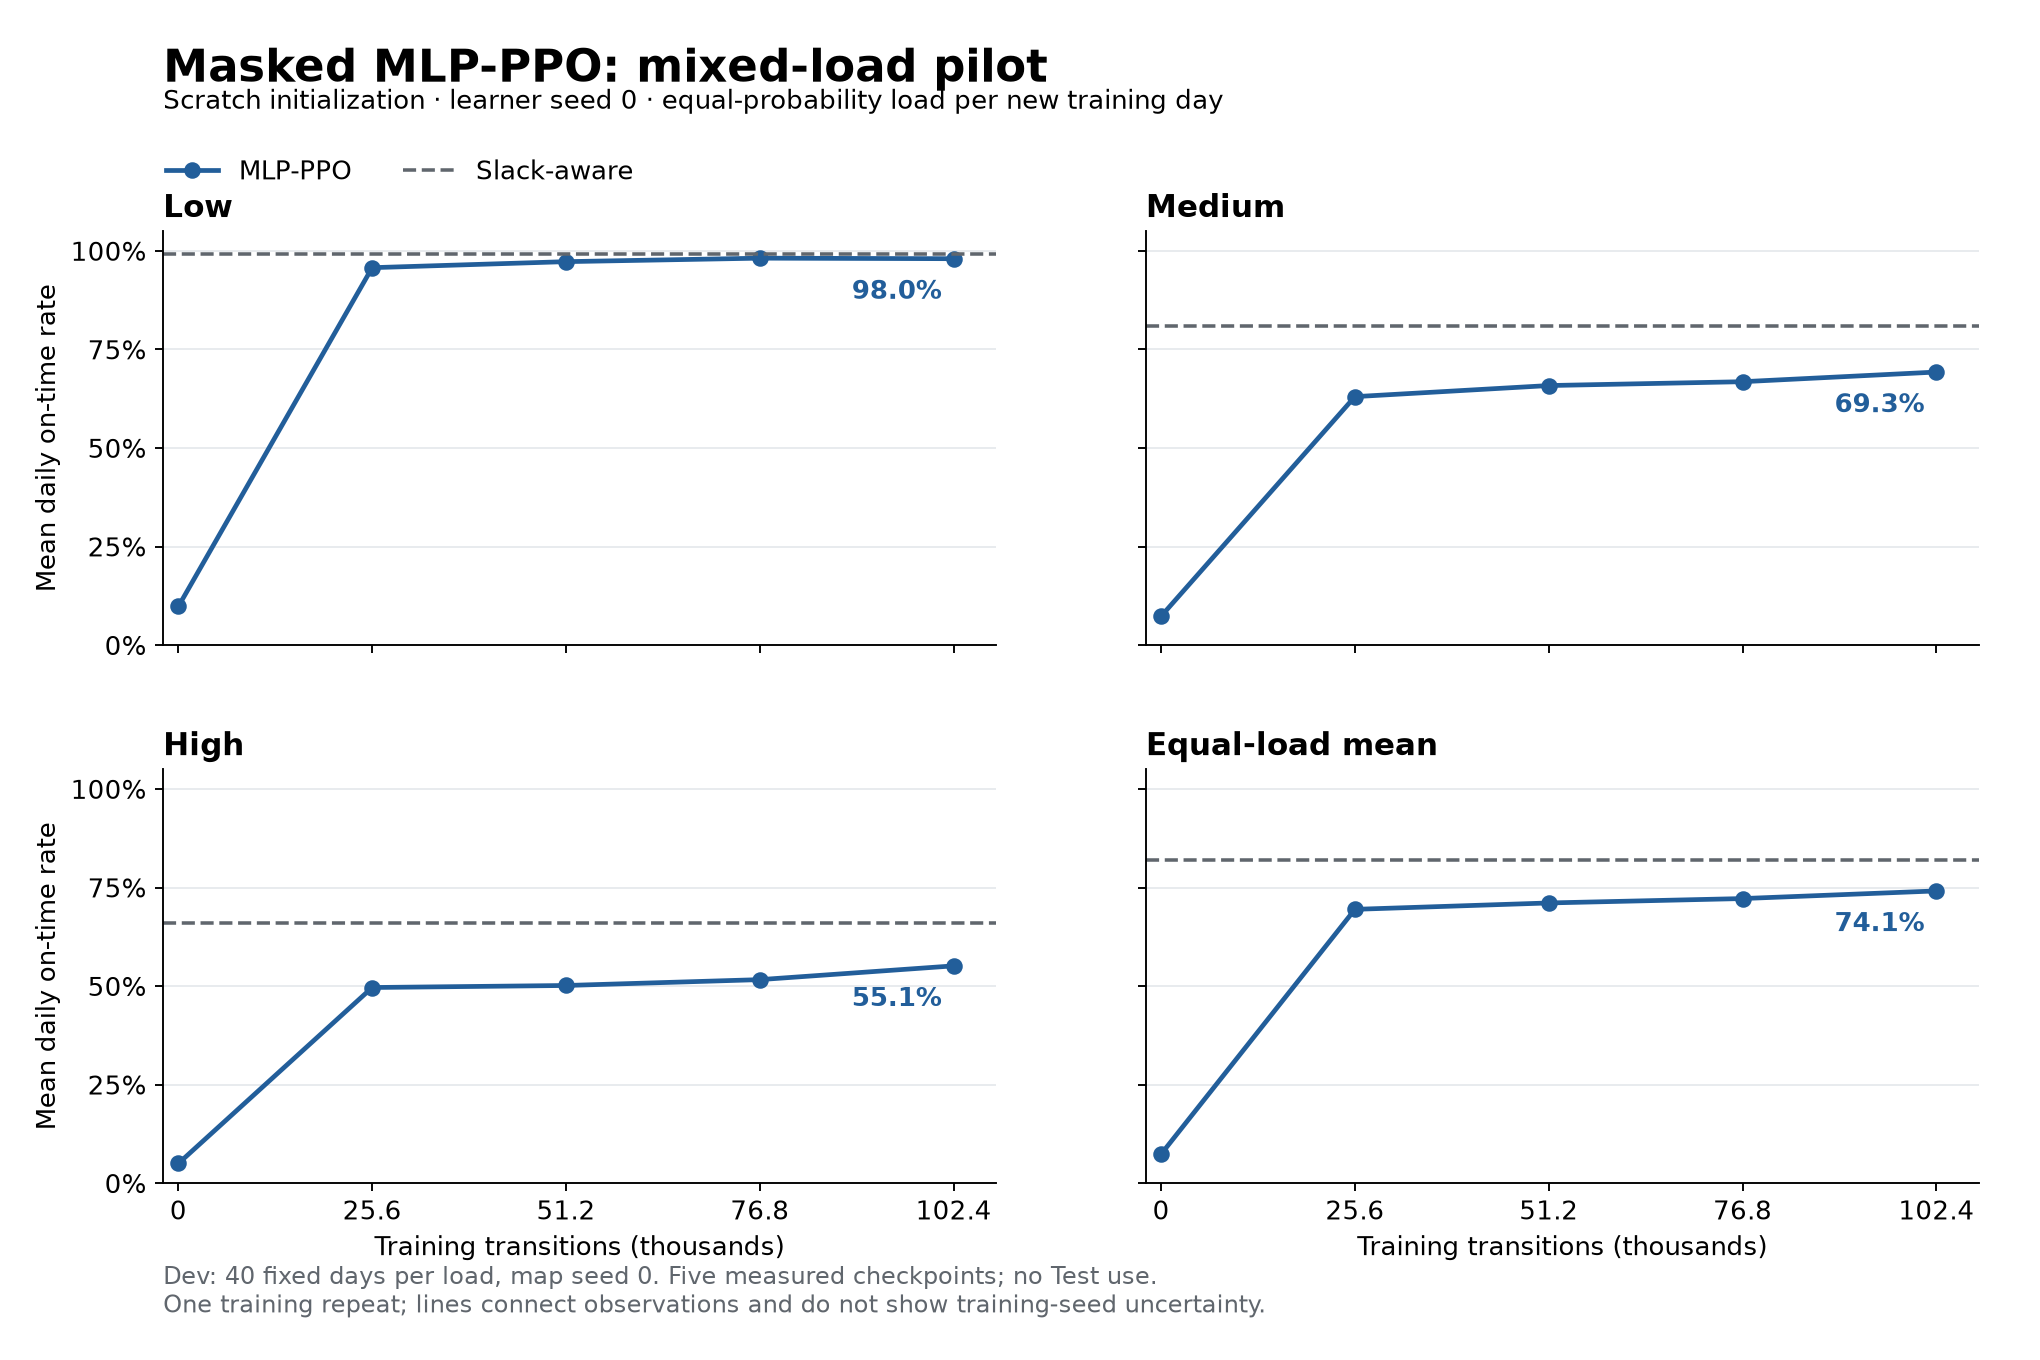 Masked MLP-PPO: mixed-load pilot
Scratch initialization · learner seed 0 · equal-probability load per new training day
MLP-PPO
Slack-aware
Low
Mean daily on-time rate
100%
75%
50%
25%
0%
98.0%
Medium
69.3%
High
Mean daily on-time rate
100%
75%
50%
25%
0%
55.1%
0
25.6
51.2
76.8
102.4
Training transitions (thousands)
Equal-load mean
74.1%
0
25.6
51.2
76.8
102.4
Training transitions (thousands)
Dev: 40 fixed days per load, map seed 0. Five measured checkpoints; no Test use.
One training repeat; lines connect observations and do not show training-seed uncertainty.